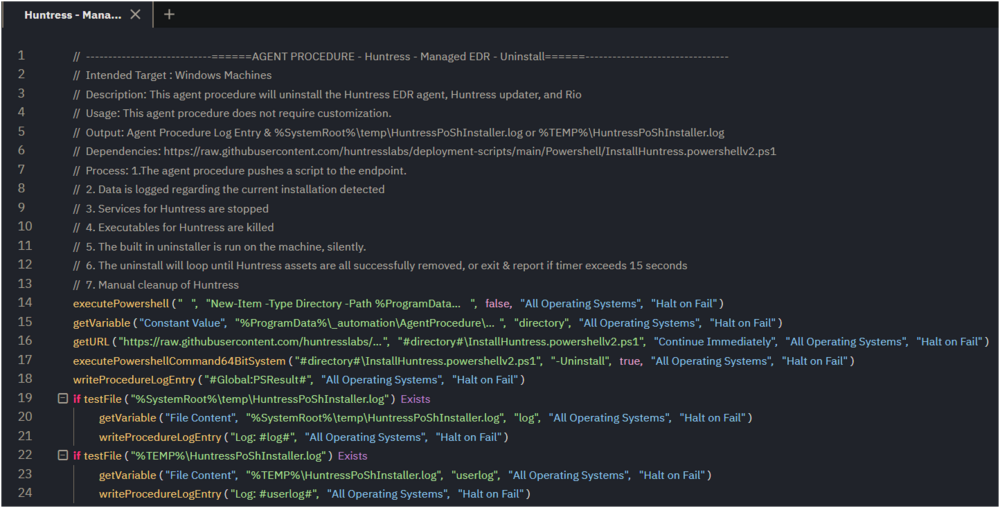 Huntress - Mana... × +
1 // ----------------------------======AGENT PROCEDURE - Huntress - Managed EDR - Uninstall======--------------------------------
2 // Intended Target : Windows Machines
3 // Description: This agent procedure will uninstall the Huntress EDR agent, Huntress updater, and Rio
4 // Usage: This agent procedure does not require customization.
5 // Output: Agent Procedure Log Entry & %SystemRoot%\temp\HuntressPoShInstaller.log or %TEMP%\HuntressPoShInstaller.log
6 // Dependencies: https://raw.githubusercontent.com/huntresslabs/deployment-scripts/main/Powershell/InstallHuntress.powershellv2.ps1
7 // Process: 1.The agent procedure pushes a script to the endpoint.
8 // 2. Data is logged regarding the current installation detected
9 // 3. Services for Huntress are stopped
10 // 4. Executables for Huntress are killed
11 // 5. The built in uninstaller is run on the machine, silently.
12 // 6. The uninstall will loop until Huntress assets are all successfully removed, or exit & report if timer exceeds 15 seconds
13 // 7. Manual cleanup of Huntress
14 executePowershell (" ", "New-Item -Type Directory -Path %ProgramData... ", false, "All Operating Systems", "Halt on Fail")
15 getVariable ("Constant Value", "%ProgramData%\_automation\AgentProcedure\... ", "directory", "All Operating Systems", "Halt on Fail")
16 getURL ("https://raw.githubusercontent.com/huntresslabs/...", "#directory#\InstallHuntress.powershellv2.ps1", "Continue Immediately", "All Operating Systems", "Halt on Fail")
17 executePowershellCommand64BitSystem ("#directory#\InstallHuntress.powershellv2.ps1", "-Uninstall", true, "All Operating Systems", "Halt on Fail")
18 writeProcedureLogEntry ("#Global:PSResult#", "All Operating Systems", "Halt on Fail")
19 if testFile ("%SystemRoot%\temp\HuntressPoShInstaller.log") Exists
20 getVariable ("File Content", "%SystemRoot%\temp\HuntressPoShInstaller.log", "log", "All Operating Systems", "Halt on Fail")
21 writeProcedureLogEntry ("Log: #log#", "All Operating Systems", "Halt on Fail")
22 if testFile ("%TEMP%\HuntressPoShInstaller.log") Exists
23 getVariable ("File Content", "%TEMP%\HuntressPoShInstaller.log", "userlog", "All Operating Systems", "Halt on Fail")
24 writeProcedureLogEntry ("Log: #userlog#", "All Operating Systems", "Halt on Fail")